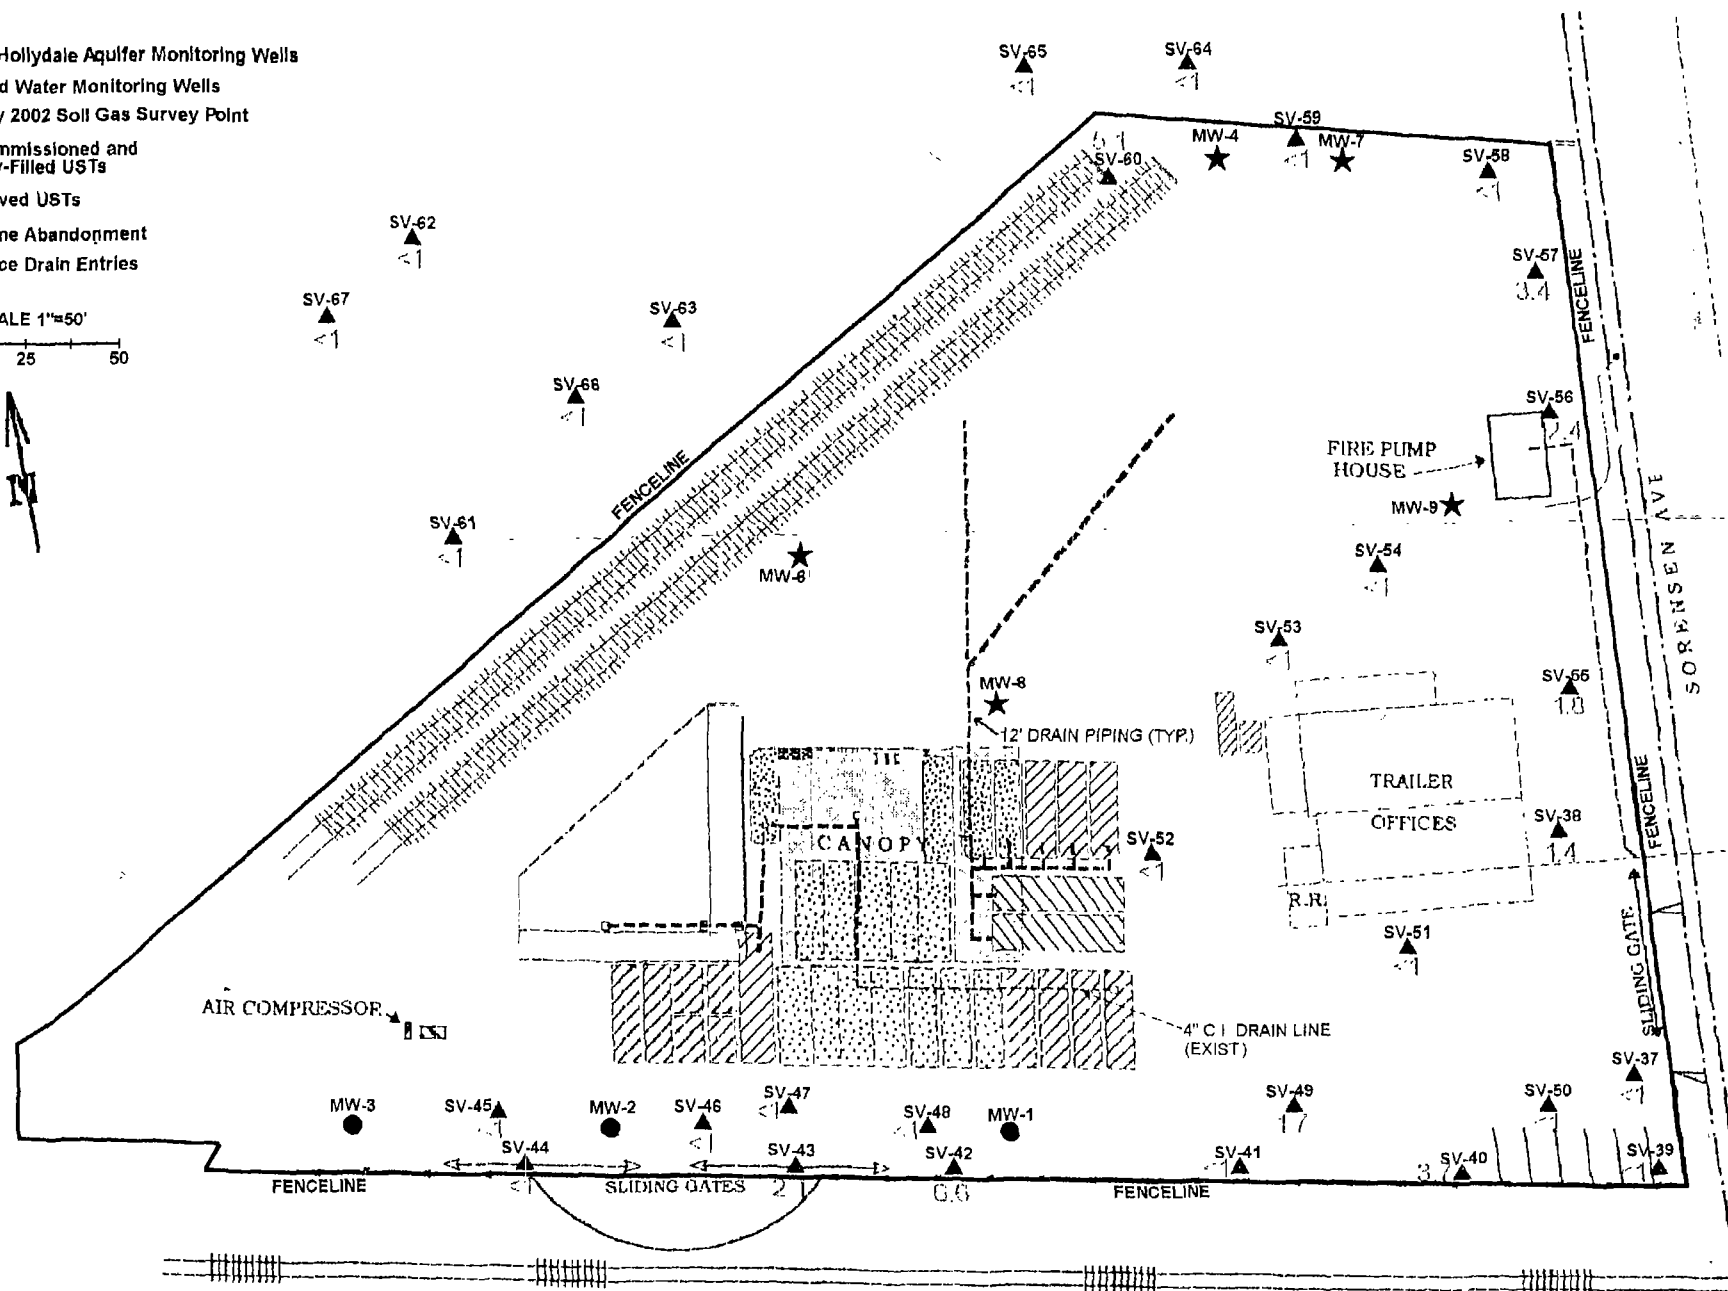 Hollydale Aquifer Monitoring Wells
d Water Monitoring Wells
y 2002 Soil Gas Survey Point
mmissioned and
y-Filled USTs
ved USTs
ne Abandonment
ce Drain Entries
ALE 1"=50'
25 50
N
SV-65
<1
SV-64
<1
SV-59
<1
MW-4
MW-7
SV-60
SV-58
<1
SV-62
<1
SV-57
3.4
FENCELINE
SV-67
<1
SV-63
<1
SV-66
<1
SV-56
2.4
FIRE PUMP
HOUSE
FENCELINE
MW-9
SORENSEN AVE
SV-61
<1
MW-6
SV-54
<1
SV-53
<1
MW-8
SV-55
1.8
12' DRAIN PIPING (TYP.)
TRAILER
OFFICES
FENCELINE
CANOPY
SV-52
<1
SV-38
1.4
R.R.
SV-51
<1
SLIDING GATE
AIR COMPRESSOR
4" C I DRAIN LINE
(EXIST)
SV-37
<1
MW-3
SV-45
<1
MW-2
SV-46
<1
SV-47
<1
SV-48
<1
MW-1
SV-49
17
SV-50
SV-44
<1
SV-43
2.1
SV-42
6.6
SV-41
SV-40
SV-39
FENCELINE
SLIDING GATES
FENCELINE